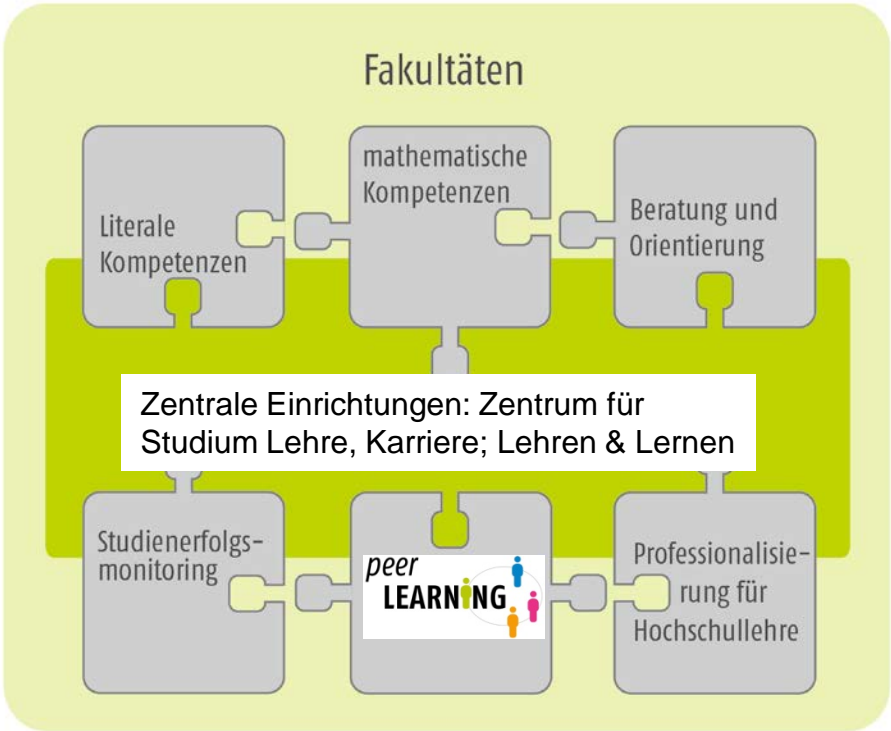 Fakultäten
Literale
Kompetenzen
mathematische
Kompetenzen
Beratung und
Orientierung
Zentrale Einrichtungen: Zentrum für
Studium Lehre, Karriere; Lehren & Lernen
Studienerfolgs–
monitoring
peer
LEARNING
Professionalisie–
rung für
Hochschullehre